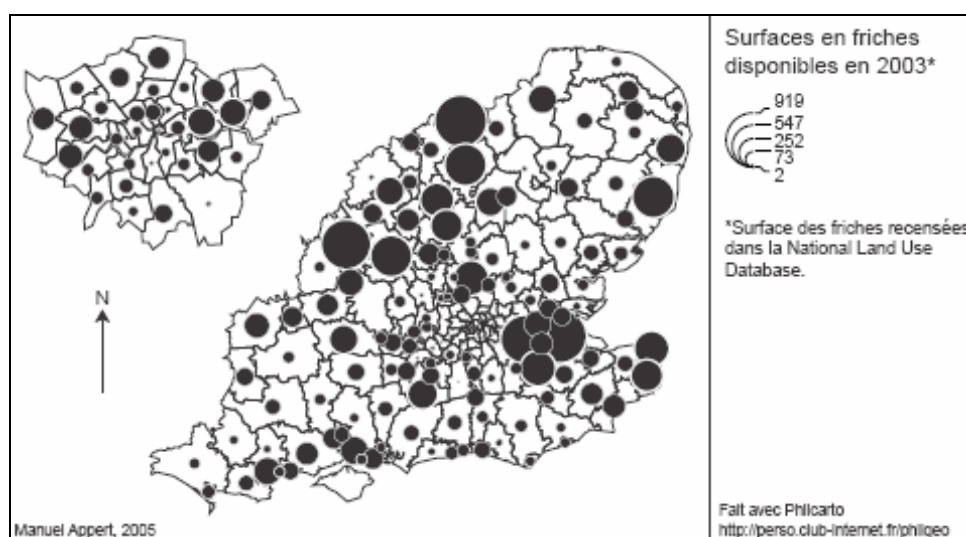 Surfaces en friches
disponibles en 2003*
919
547
252
73
2
*Surface des friches recensées
dans la National Land Use
Database.
N
Manuel Appert, 2005
Fait avec Philcarto
http://perso.club-internet.fr/philgeo